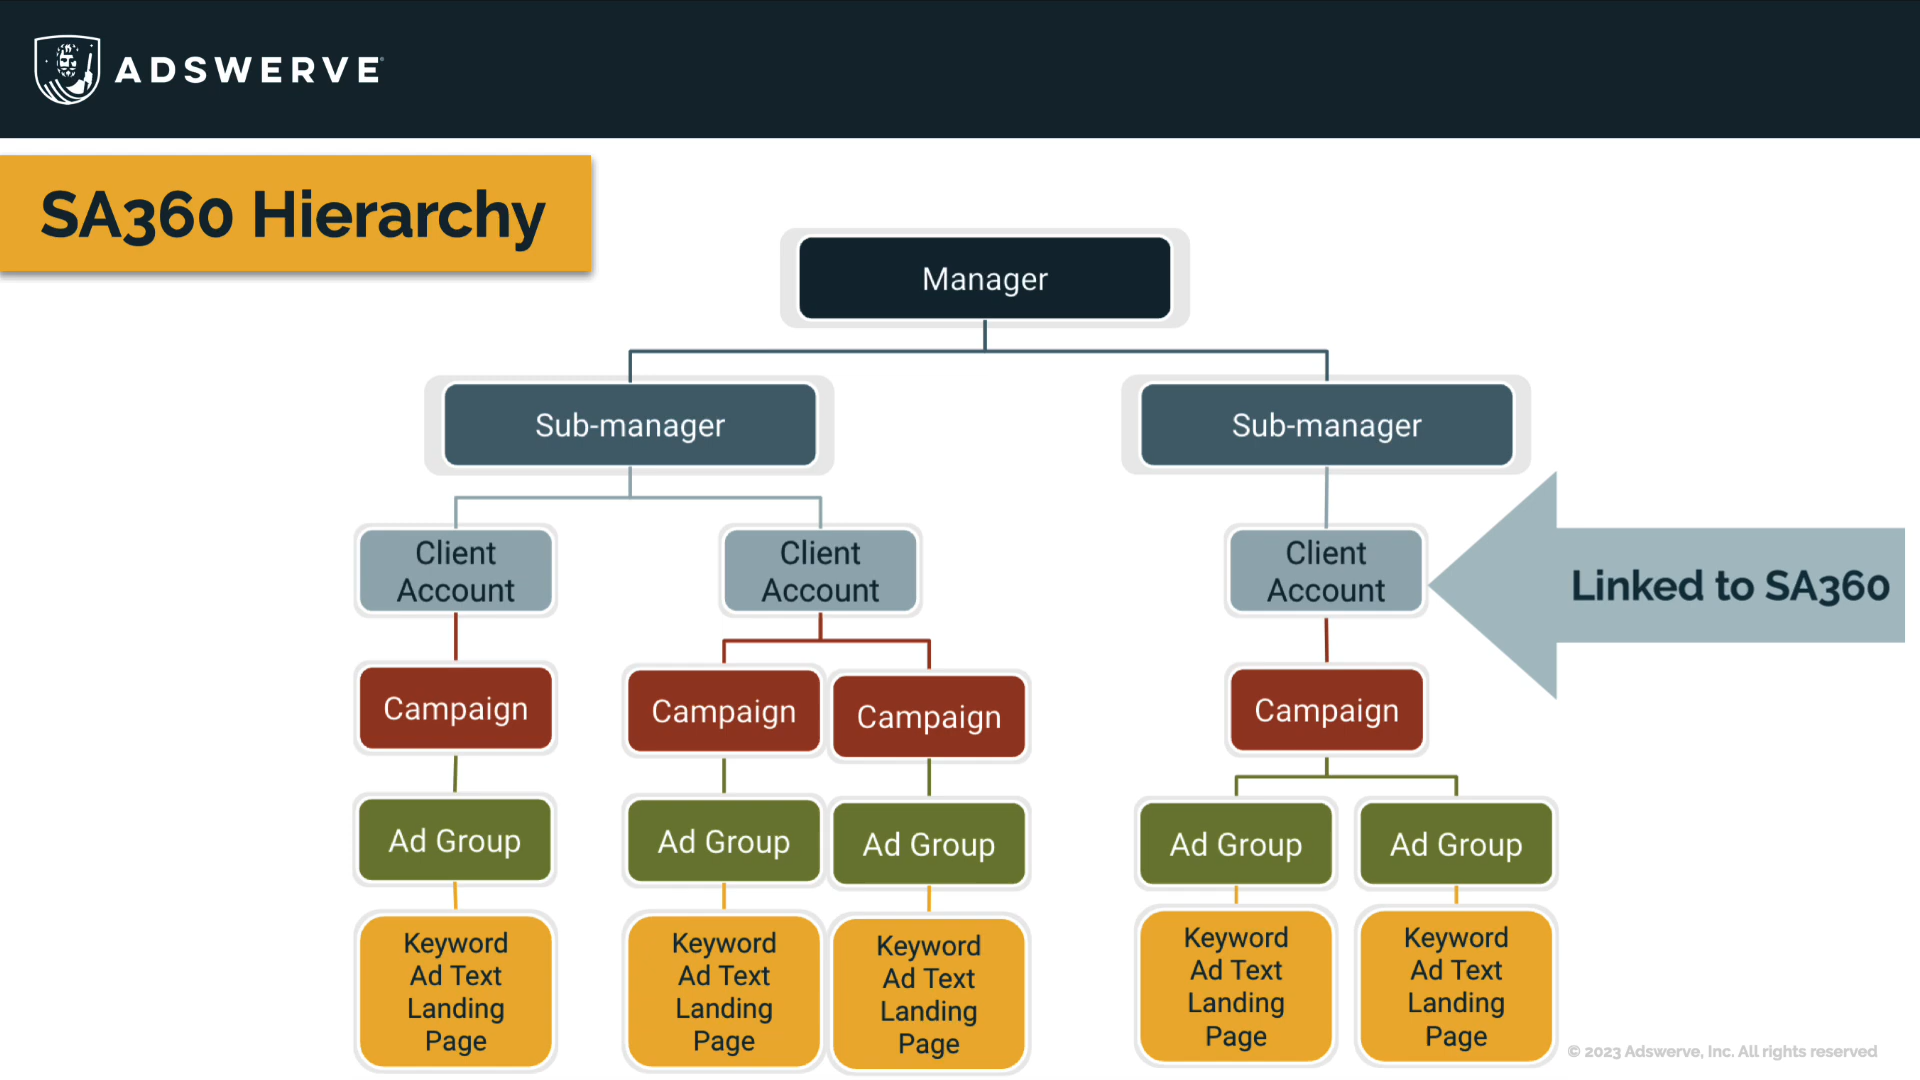 ADSWERVE
SA360 Hierarchy
Manager
Sub-manager
Sub-manager
Client
Account
Client
Account
Client
Account
Linked to SA360
Campaign
Campaign
Campaign
Campaign
Ad Group
Ad Group
Ad Group
Ad Group
Ad Group
Keyword
Ad Text
Landing
Page
Keyword
Ad Text
Landing
Page
Keyword
Ad Text
Landing
Page
Keyword
Ad Text
Landing
Page
Keyword
Ad Text
Landing
Page
© 2023 Adswerve, Inc. All rights reserved